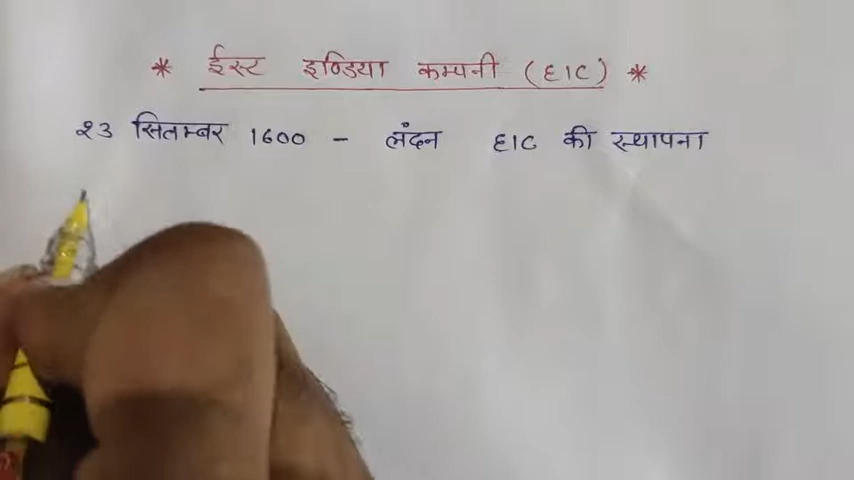 * ईस्ट इण्डिया कम्पनी (EIC) *
२३ सितम्बर 1600 - लंदन EIC की स्थापना